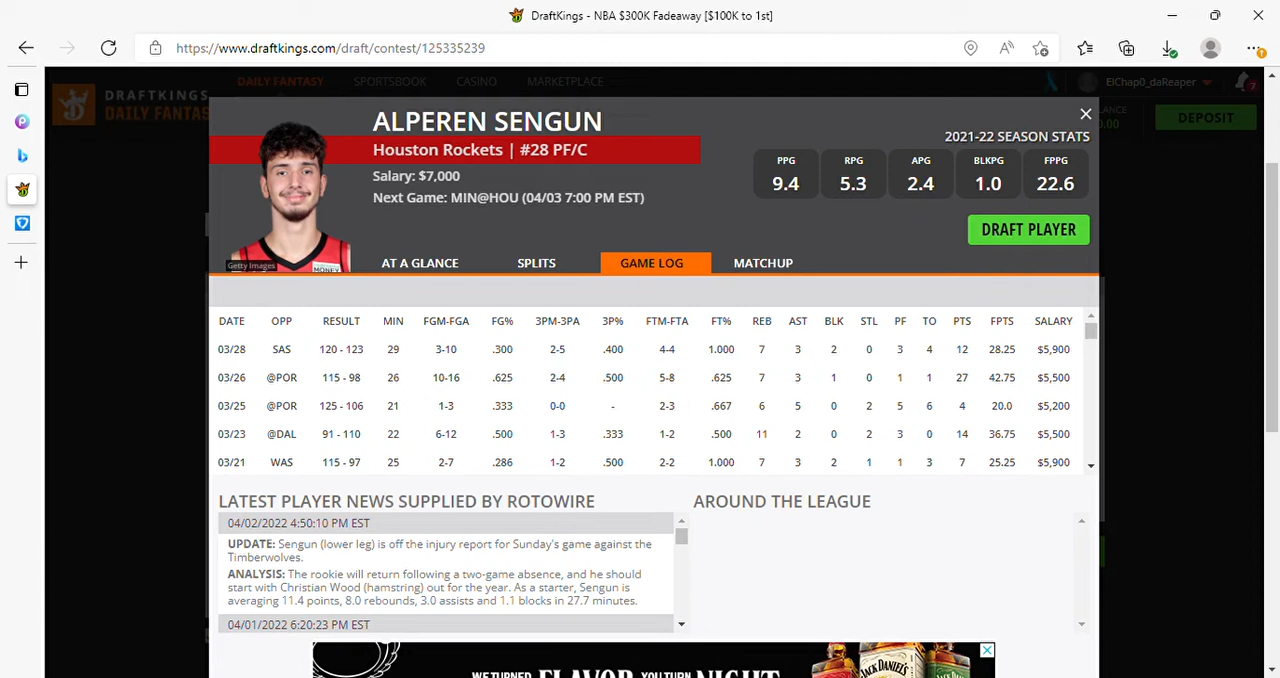 DraftKings - NBA $300K Fadeaway [$100K to 1st]
https://www.draftkings.com/draft/contest/125335239
DRAFTKINGS
DAILY FANTAS
DAILY FANTASY SPORTSBOOK CASINO MARKETPLACE
ElChap0_daReaper
7
LANCE
0.00
DEPOSIT
ALPEREN SENGUN
Houston Rockets | #28 PF/C
Salary: $7,000
Next Game: MIN@HOU (04/03 7:00 PM EST)
Getty Images
2021-22 SEASON STATS
PPG RPG APG BLKPG FPPG
9.4 5.3 2.4 1.0 22.6
DRAFT PLAYER
AT A GLANCE SPLITS GAME LOG MATCHUP
DATE OPP RESULT MIN FGM-FGA FG% 3PM-3PA 3P% FTM-FTA FT% REB AST BLK STL PF TO PTS FPTS SALARY
03/28 SAS 120 - 123 29 3-10 .300 2-5 .400 4-4 1.000 7 3 2 0 3 4 12 28.25 $5,900
03/26 @POR 115 - 98 26 10-16 .625 2-4 .500 5-8 .625 7 3 1 0 1 1 27 42.75 $5,500
03/25 @POR 125 - 106 21 1-3 .333 0-0 - 2-3 .667 6 5 0 2 5 6 4 20.0 $5,200
03/23 @DAL 91 - 110 22 6-12 .500 1-3 .333 1-2 .500 11 2 0 2 3 0 14 36.75 $5,500
03/21 WAS 115 - 97 25 2-7 .286 1-2 .500 2-2 1.000 7 3 2 1 1 3 7 25.25 $5,900
LATEST PLAYER NEWS SUPPLIED BY ROTOWIRE
04/02/2022 4:50:10 PM EST
UPDATE: Sengun (lower leg) is off the injury report for Sunday's game against the
Timberwolves.
ANALYSIS: The rookie will return following a two-game absence, and he should
start with Christian Wood (hamstring) out for the year. As a starter, Sengun is
averaging 11.4 points, 8.0 rebounds, 3.0 assists and 1.1 blocks in 27.7 minutes.
04/01/2022 6:20:23 PM EST
AROUND THE LEAGUE
WE TURNED FLAVOR. YOU TURN NIGHT
JACK DANIEL'S